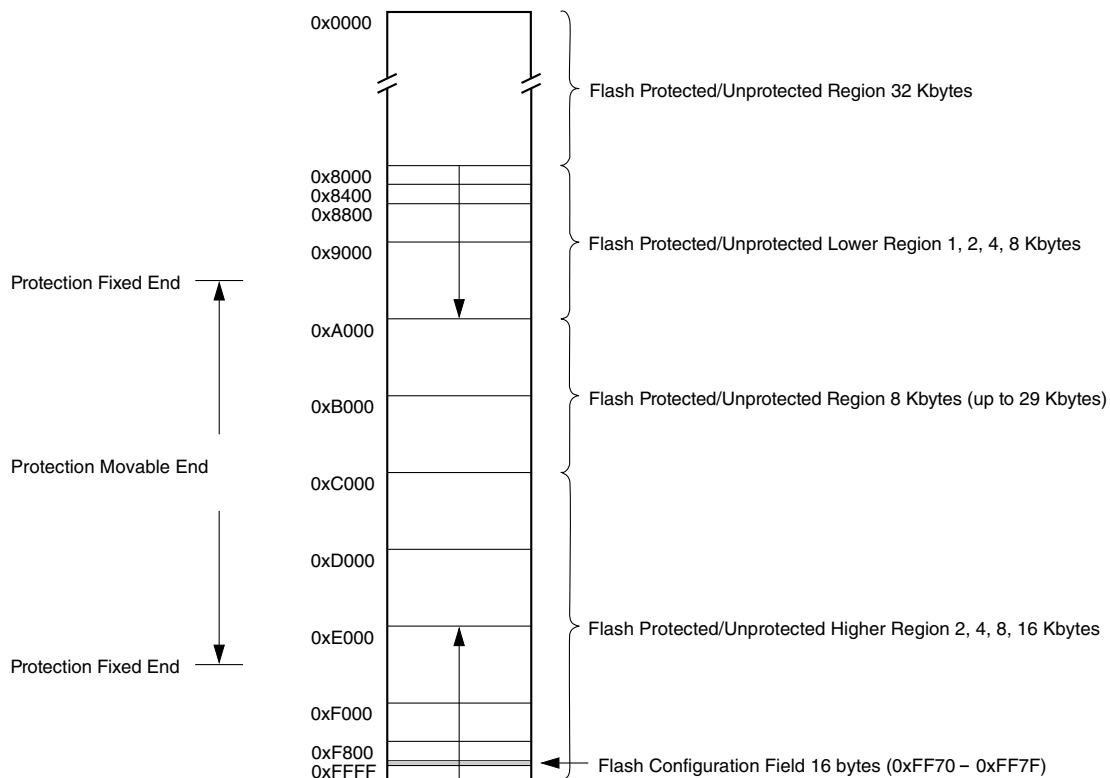 0x0000
Flash Protected/Unprotected Region 32 Kbytes
0x8000
0x8400
0x8800
Flash Protected/Unprotected Lower Region 1, 2, 4, 8 Kbytes
0x9000
Protection Fixed End
0xA000
Flash Protected/Unprotected Region 8 Kbytes (up to 29 Kbytes)
0xB000
Protection Movable End
0xC000
0xD000
Flash Protected/Unprotected Higher Region 2, 4, 8, 16 Kbytes
0xE000
Protection Fixed End
0xF000
0xF800
Flash Configuration Field 16 bytes (0xFF70 – 0xFF7F)
0xFFFF